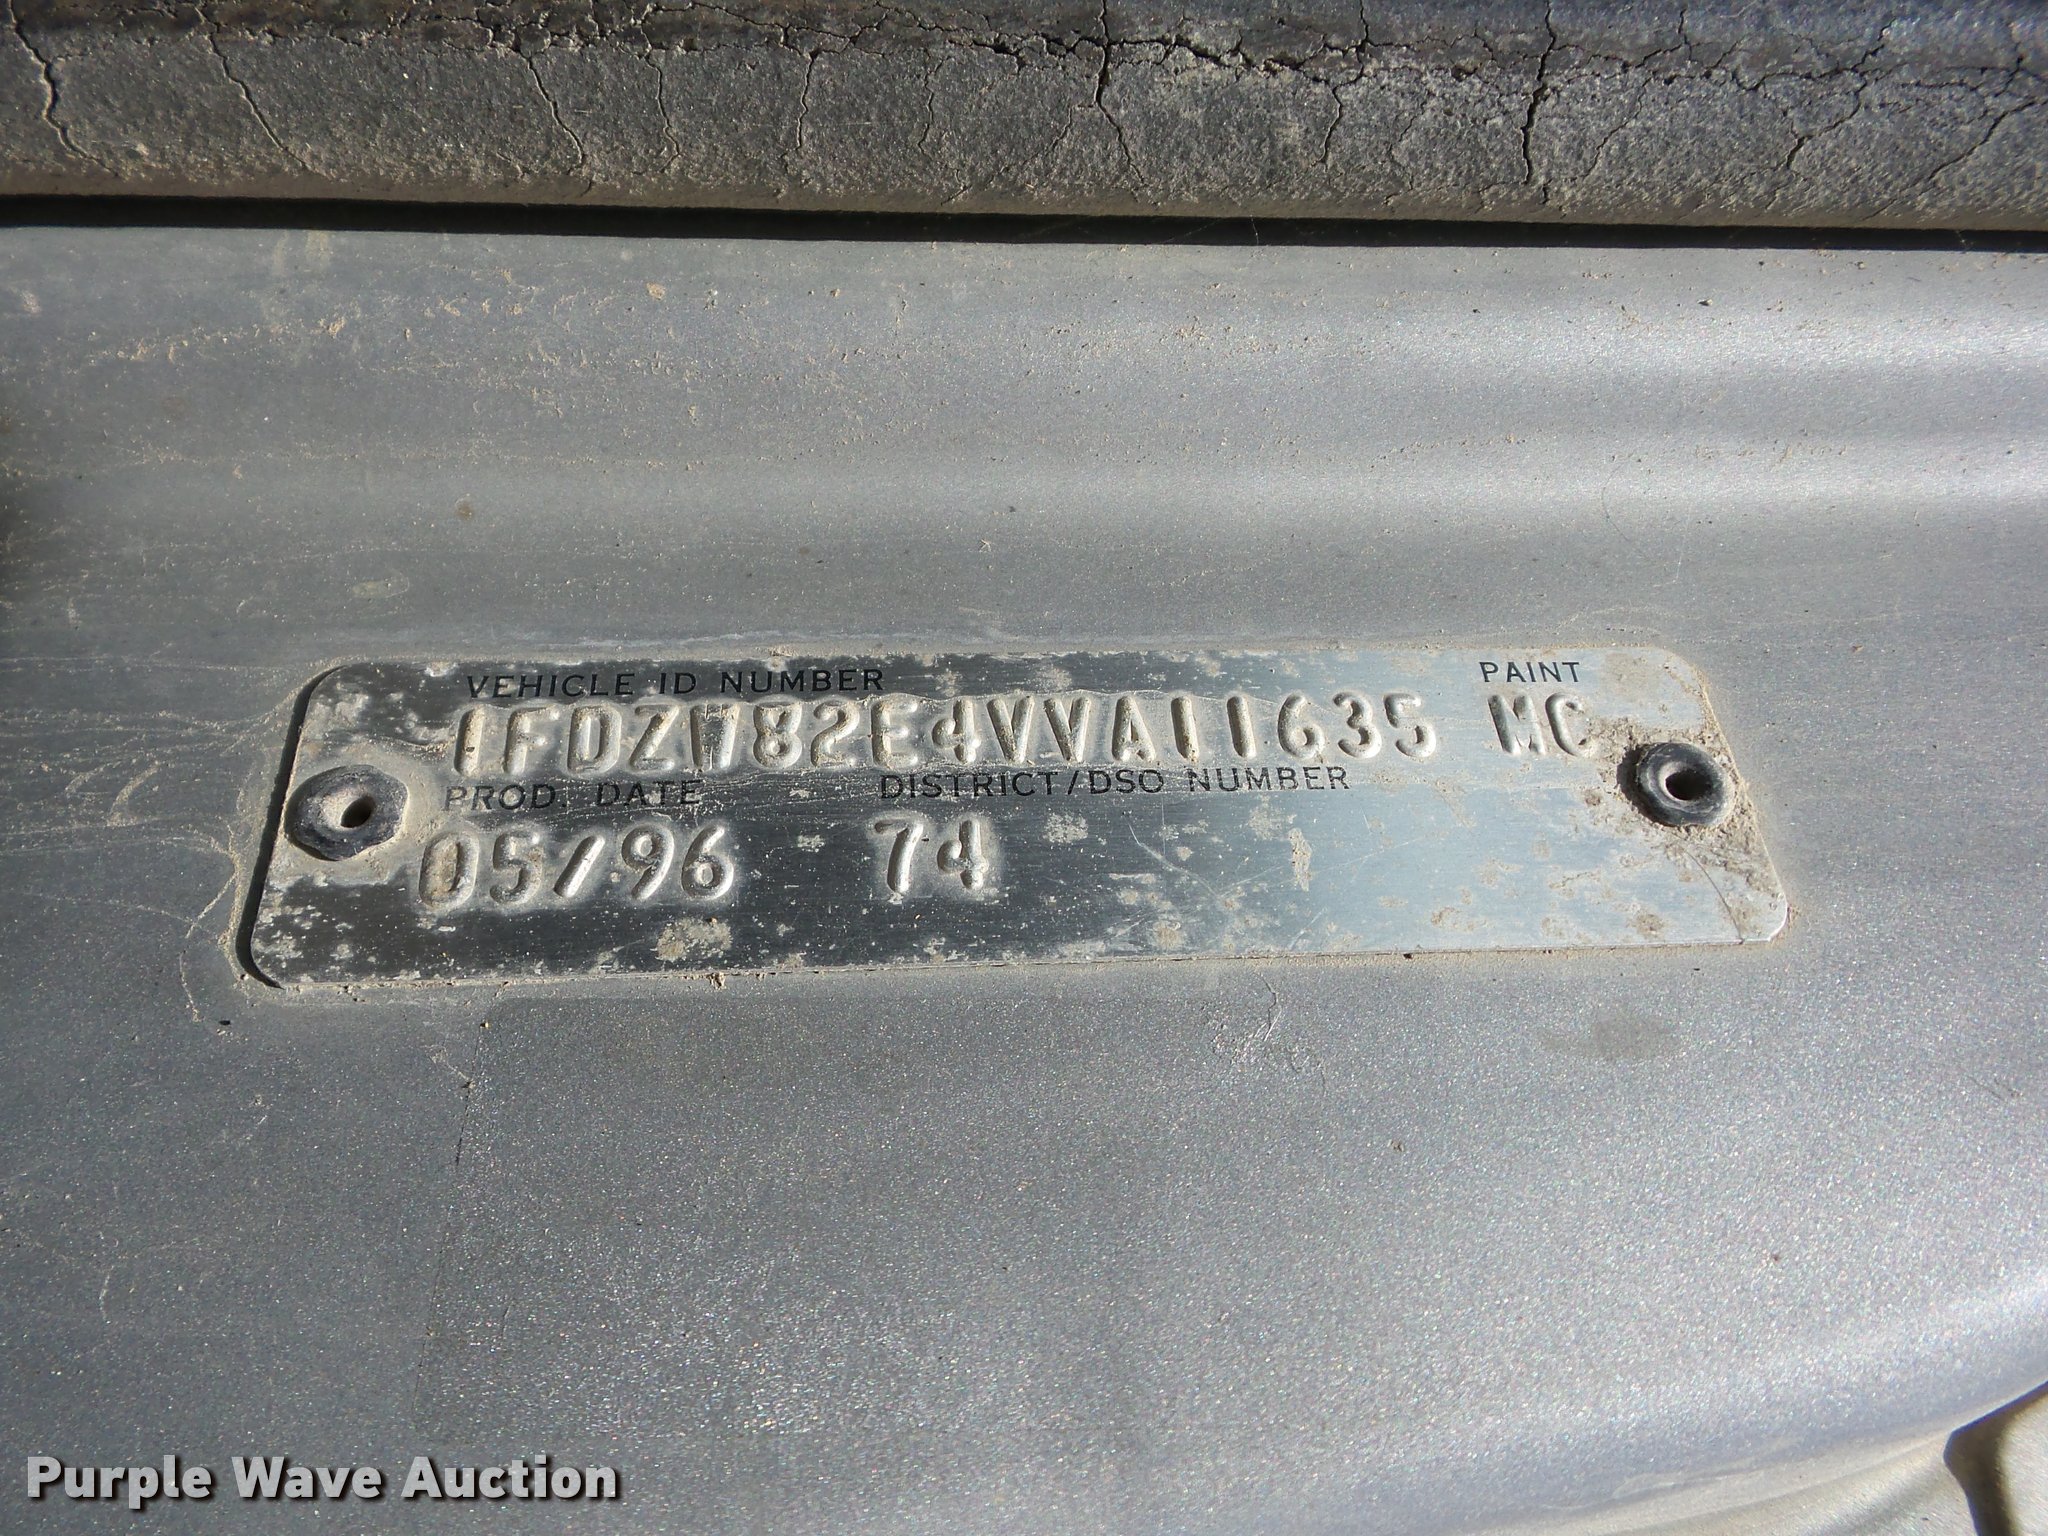 VEHICLE ID NUMBER PAINT
1FDZW82E4VVA11635 MC
PROD. DATE DISTRICT/DSO NUMBER
05/96 74
Purple Wave Auction